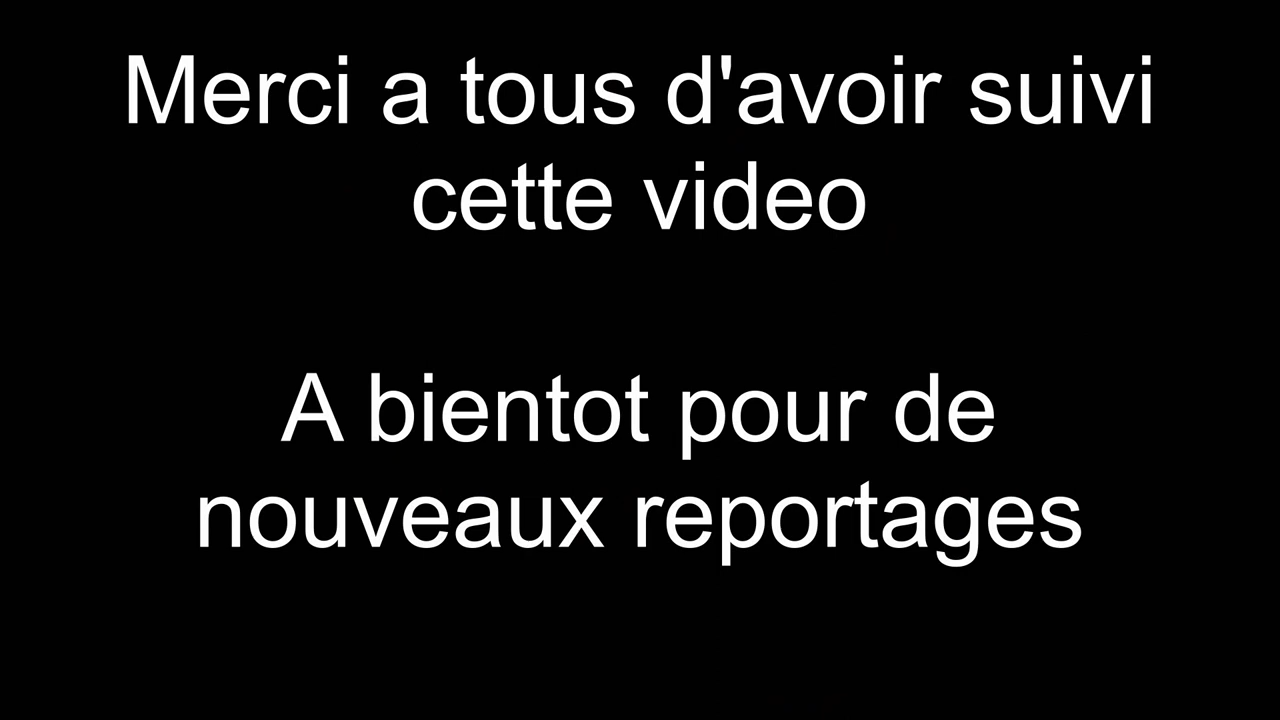 Merci a tous d'avoir suivi
cette video
A bientot pour de
nouveaux reportages